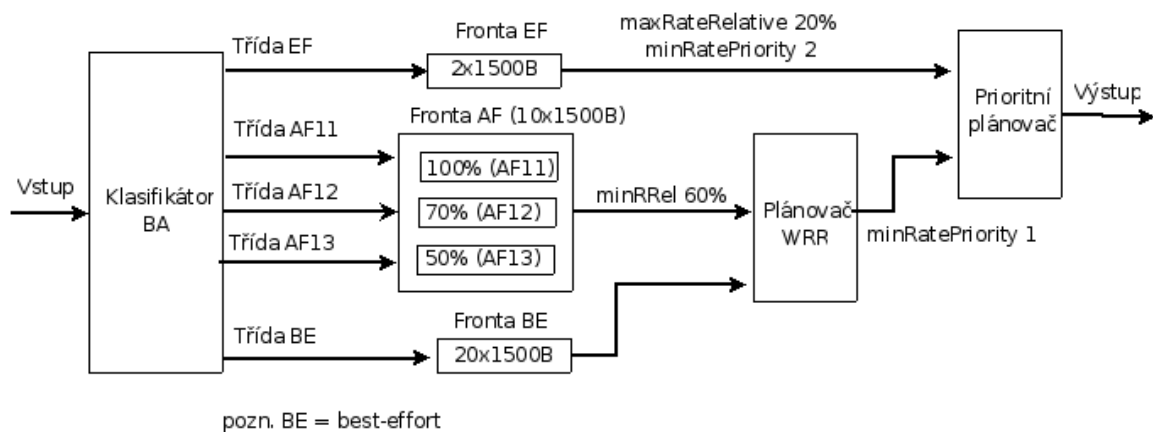 Třída EF
Fronta EF
2x1500B
maxRateRelative 20%
minRatePriority 2
Prioritní
plánovač
Výstup
Vstup
Klasifikátor
BA
Třída AF11
Třída AF12
Třída AF13
Fronta AF (10x1500B)
100% (AF11)
70% (AF12)
50% (AF13)
minRRel 60%
Plánovač
WRR
minRatePriority 1
Třída BE
Fronta BE
20x1500B
pozn. BE = best-effort